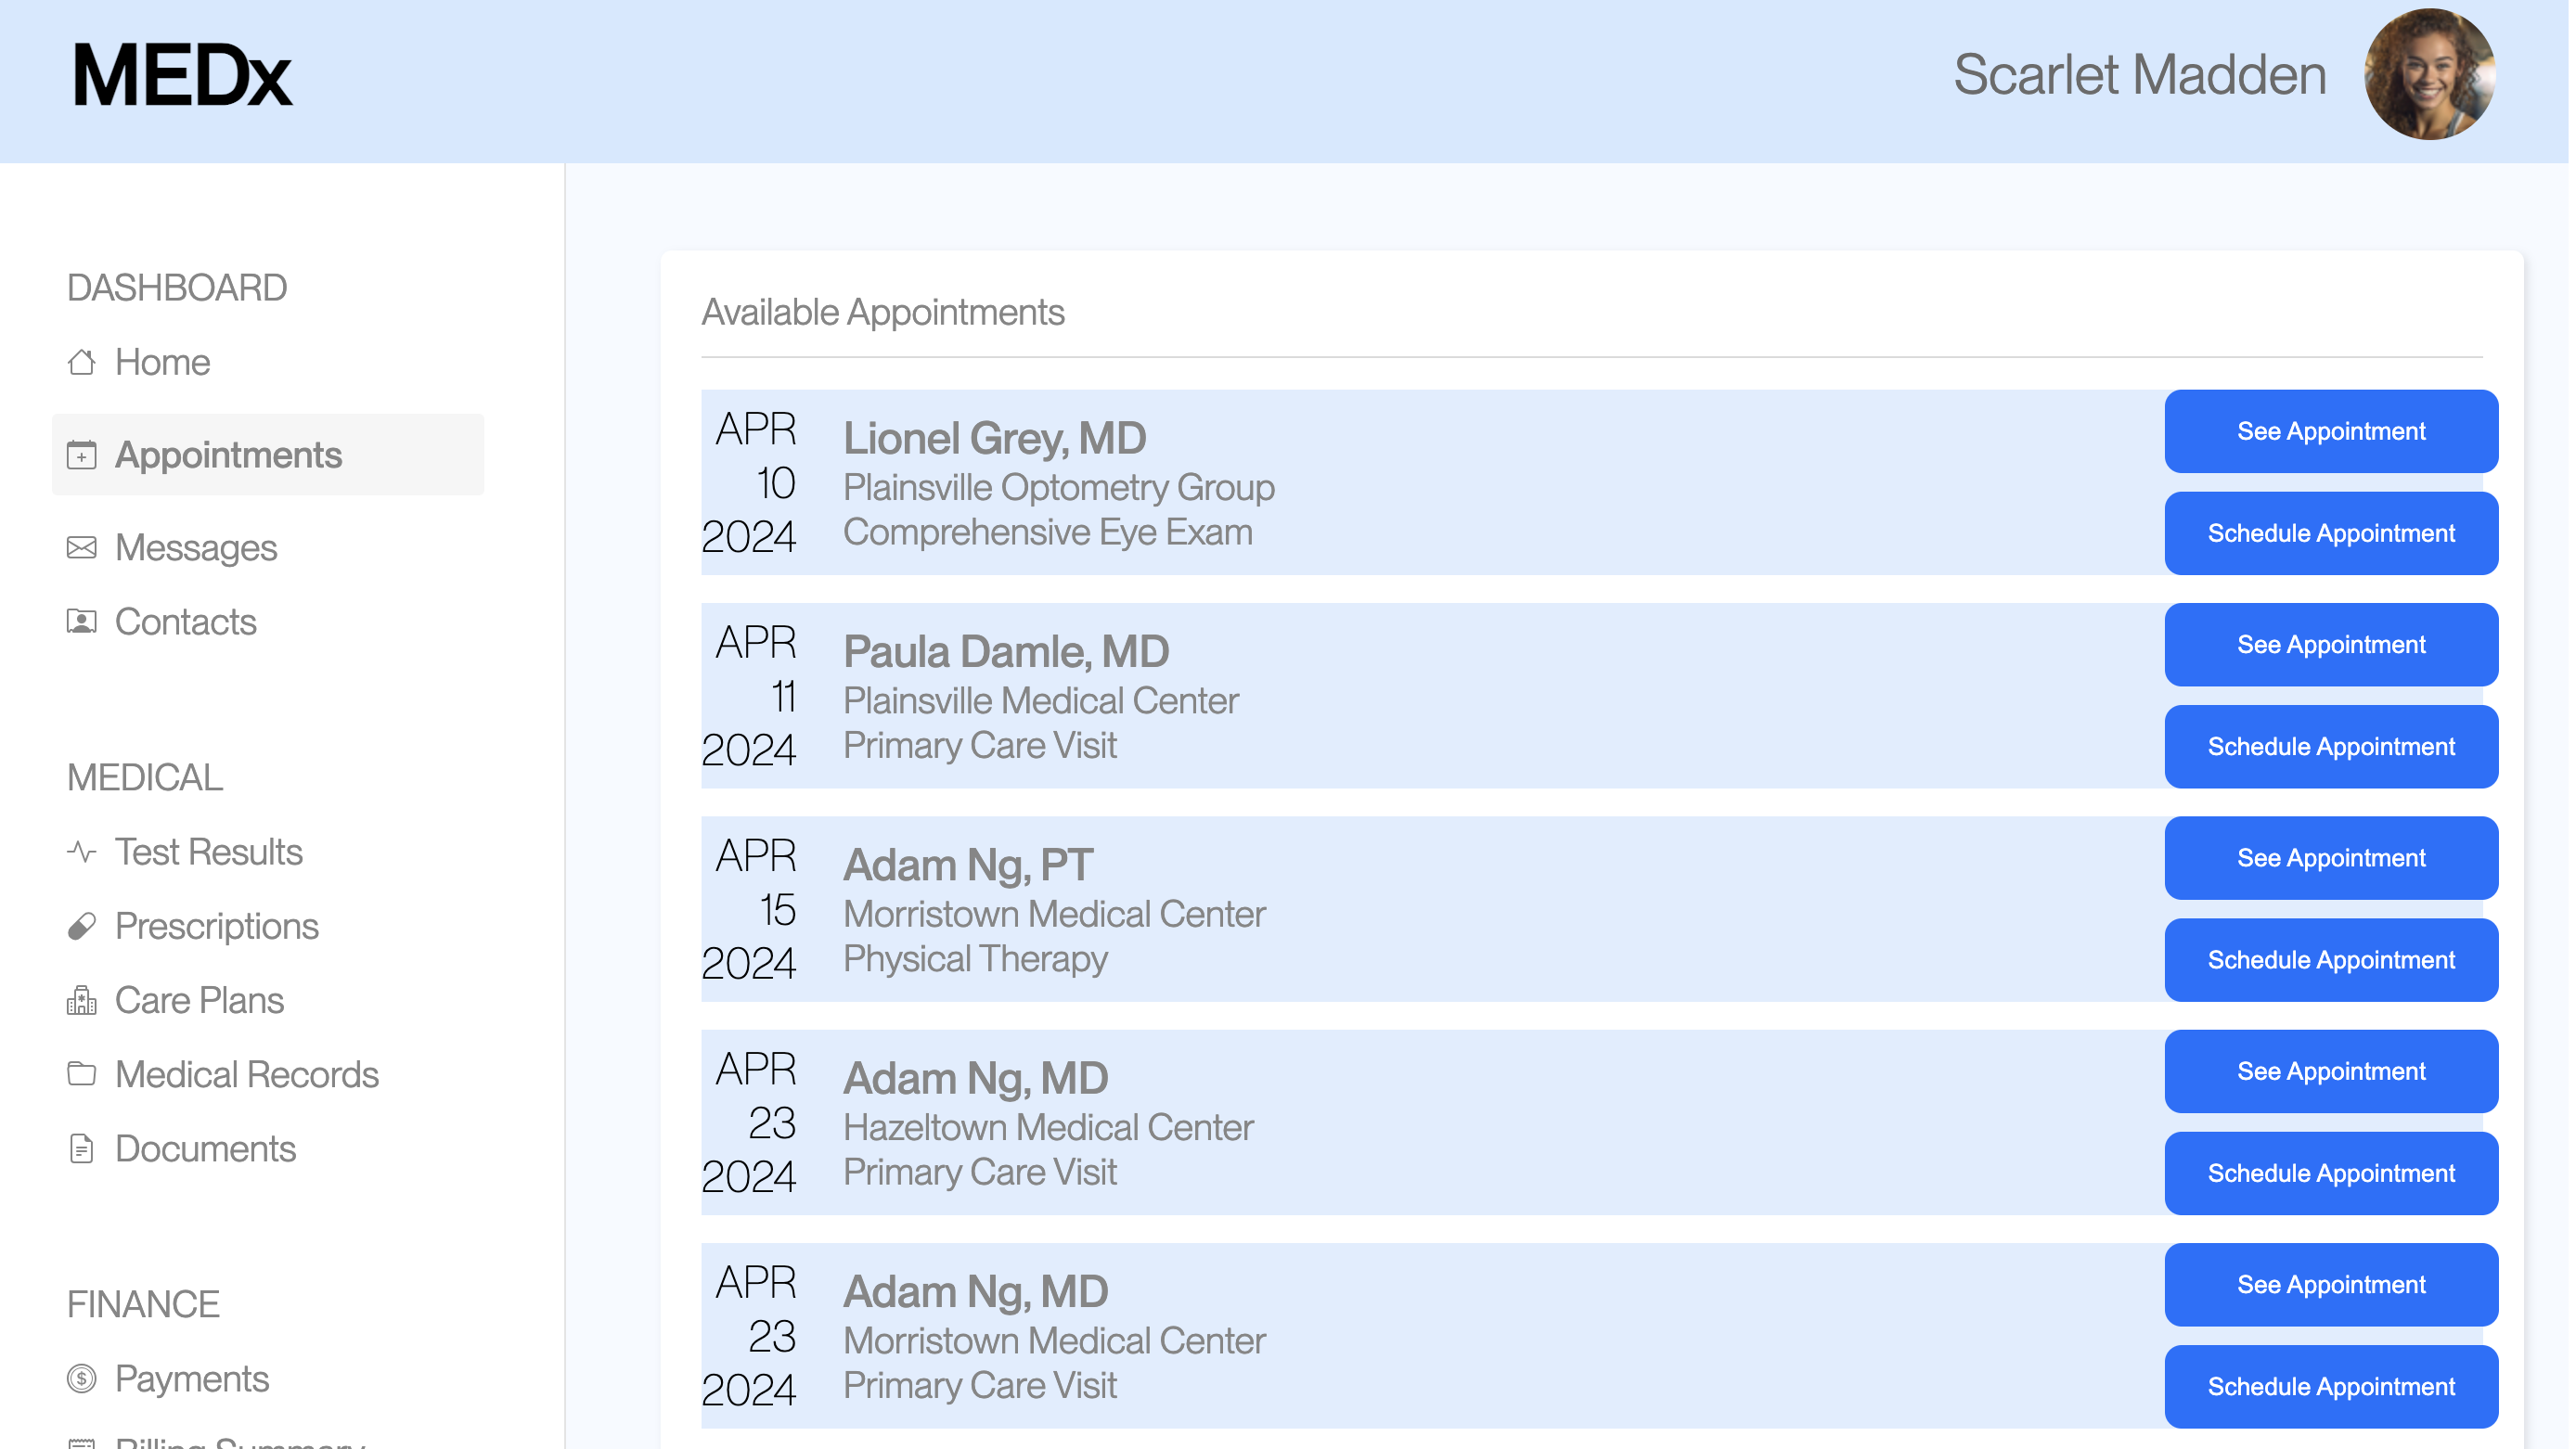 MEDx
Scarlet Madden
DASHBOARD
Home
Appointments
Messages
Contacts
MEDICAL
Test Results
Prescriptions
Care Plans
Medical Records
Documents
FINANCE
Payments
Billing Summary
Available Appointments
APR
10
2024
Lionel Grey, MD
Plainsville Optometry Group
Comprehensive Eye Exam
See Appointment
Schedule Appointment
APR
11
2024
Paula Damle, MD
Plainsville Medical Center
Primary Care Visit
See Appointment
Schedule Appointment
APR
15
2024
Adam Ng, PT
Morristown Medical Center
Physical Therapy
See Appointment
Schedule Appointment
APR
23
2024
Adam Ng, MD
Hazeltown Medical Center
Primary Care Visit
See Appointment
Schedule Appointment
APR
23
2024
Adam Ng, MD
Morristown Medical Center
Primary Care Visit
See Appointment
Schedule Appointment